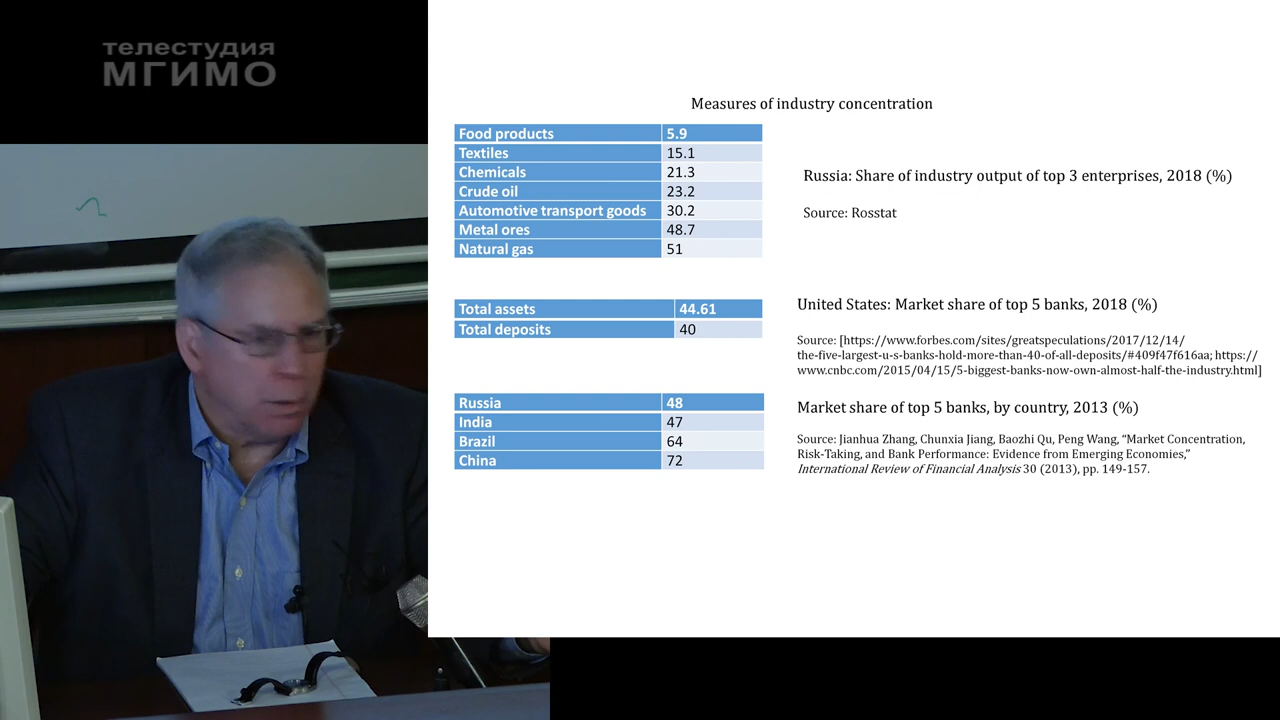 телестудия
МГИМО
Measures of industry concentration
Food products 5.9
Textiles 15.1
Chemicals 21.3
Crude oil 23.2
Automotive transport goods 30.2
Metal ores 48.7
Natural gas 51
Russia: Share of industry output of top 3 enterprises, 2018 (%)
Source: Rosstat
Total assets 44.61
Total deposits 40
United States: Market share of top 5 banks, 2018 (%)
Source: [https://www.forbes.com/sites/greatspeculations/2017/12/14/
the-five-largest-u-s-banks-hold-more-than-40-of-all-deposits/#409f47f616aa; https://
www.cnbc.com/2015/04/15/5-biggest-banks-now-own-almost-half-the-industry.html]
Russia 48
India 47
Brazil 64
China 72
Market share of top 5 banks, by country, 2013 (%)
Source: Jianhua Zhang, Chunxia Jiang, Baozhi Qu, Peng Wang, “Market Concentration,
Risk-Taking, and Bank Performance: Evidence from Emerging Economies,”
International Review of Financial Analysis 30 (2013), pp. 149-157.